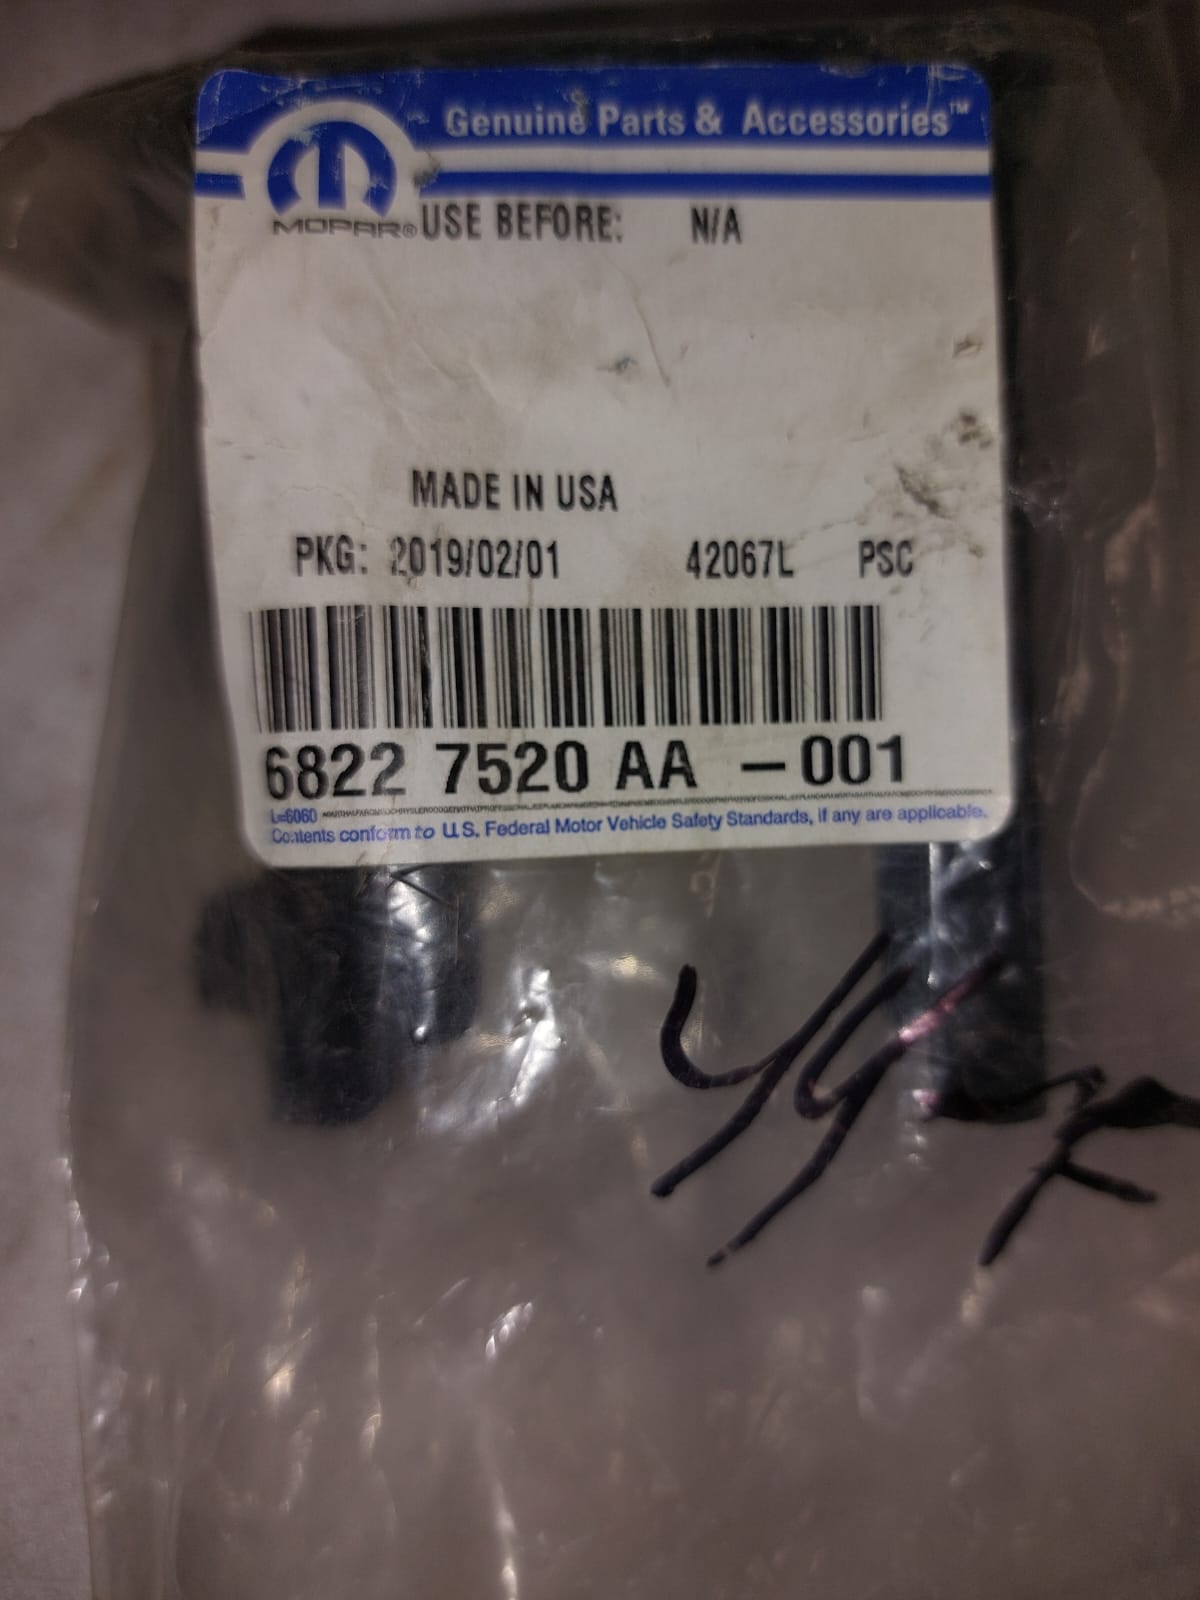 Genuine Parts & Accessories™
MOPAR® USE BEFORE: N/A
MADE IN USA
PKG: 2019/02/01 42067L PSC
6822 7520 AA – 001
L=6060
Contents conform to U.S. Federal Motor Vehicle Safety Standards, if any are applicable.